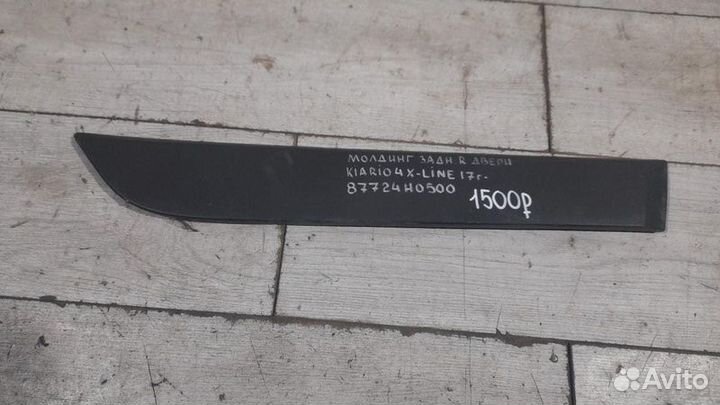 МОЛДИНГ ЗАДН. R ДВЕРИ
KIA RIO 4 X-LINE 17г.
87724H0500
1500р
Avito